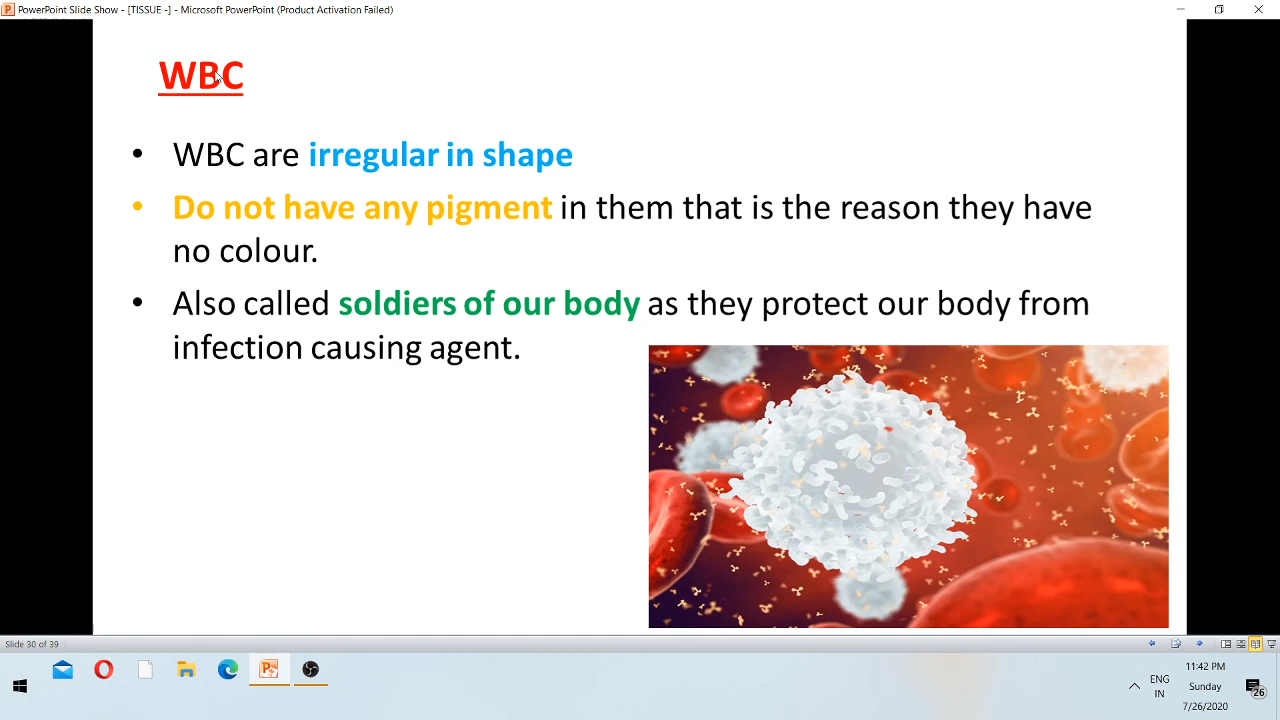 PowerPoint Slide Show - [TISSUE -] - Microsoft PowerPoint (Product Activation Failed)
WBC
• WBC are irregular in shape
• Do not have any pigment in them that is the reason they have
no colour.
• Also called soldiers of our body as they protect our body from
infection causing agent.
Slide 30 of 39
11:42 PM
ENG
IN
Sunday
7/26/2020
26